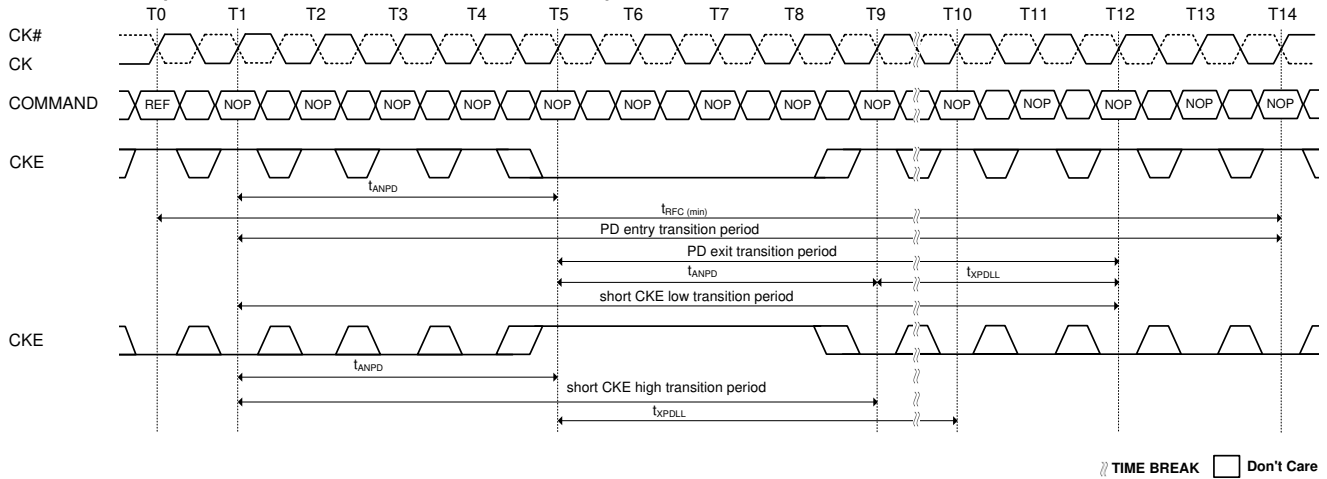 T0 T1 T2 T3 T4 T5 T6 T7 T8 T9 T10 T11 T12 T13 T14
CK#
CK
COMMAND REF NOP NOP NOP NOP NOP NOP NOP NOP NOP NOP NOP NOP NOP NOP
CKE
tANPD
tRFC (min)
PD entry transition period
PD exit transition period
tANPD tXPDLL
short CKE low transition period
CKE
tANPD
short CKE high transition period
tXPDLL
TIME BREAK Don't Care